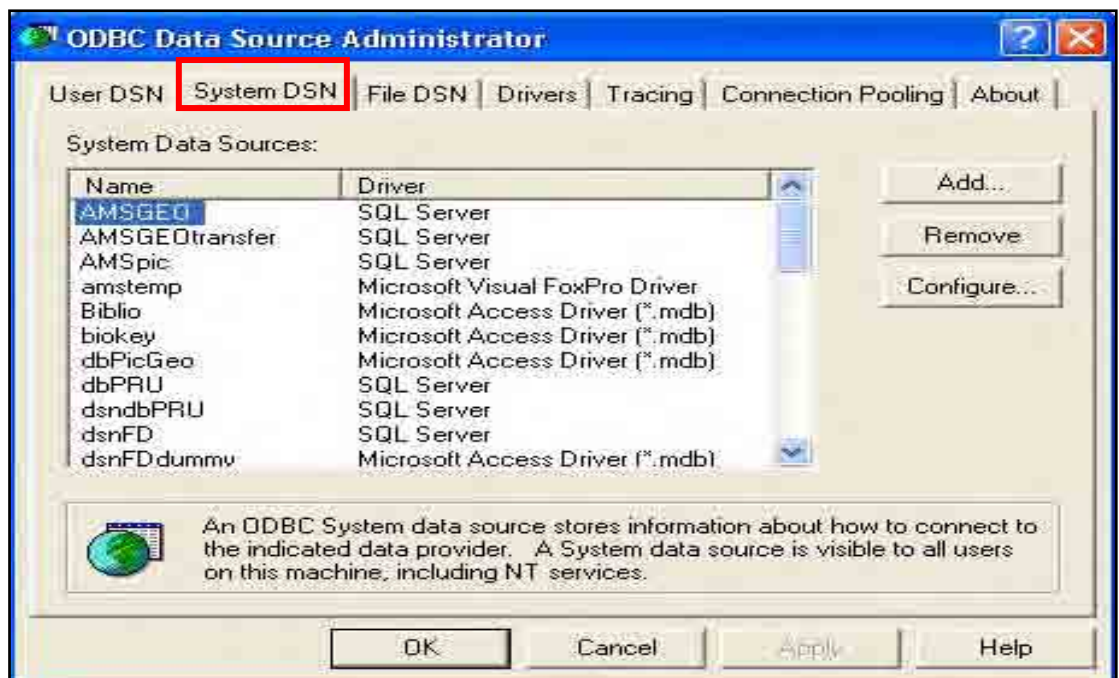 ODBC Data Source Administrator
User DSN System DSN File DSN Drivers Tracing Connection Pooling About
System Data Sources:
Name Driver
AMSGEO SQL Server
AMSGEOtransfer SQL Server
AMSpic SQL Server
amstemp Microsoft Visual FoxPro Driver
Biblio Microsoft Access Driver (*.mdb)
biokey Microsoft Access Driver (*.mdb)
dbPicGeo Microsoft Access Driver (*.mdb)
dbPRU SQL Server
dsndbPRU SQL Server
dsnFD SQL Server
dsnFDdummy Microsoft Access Driver (*.mdb)
Add...
Remove
Configure...
An ODBC System data source stores information about how to connect to
the indicated data provider. A System data source is visible to all users
on this machine, including NT services.
OK Cancel Apply Help